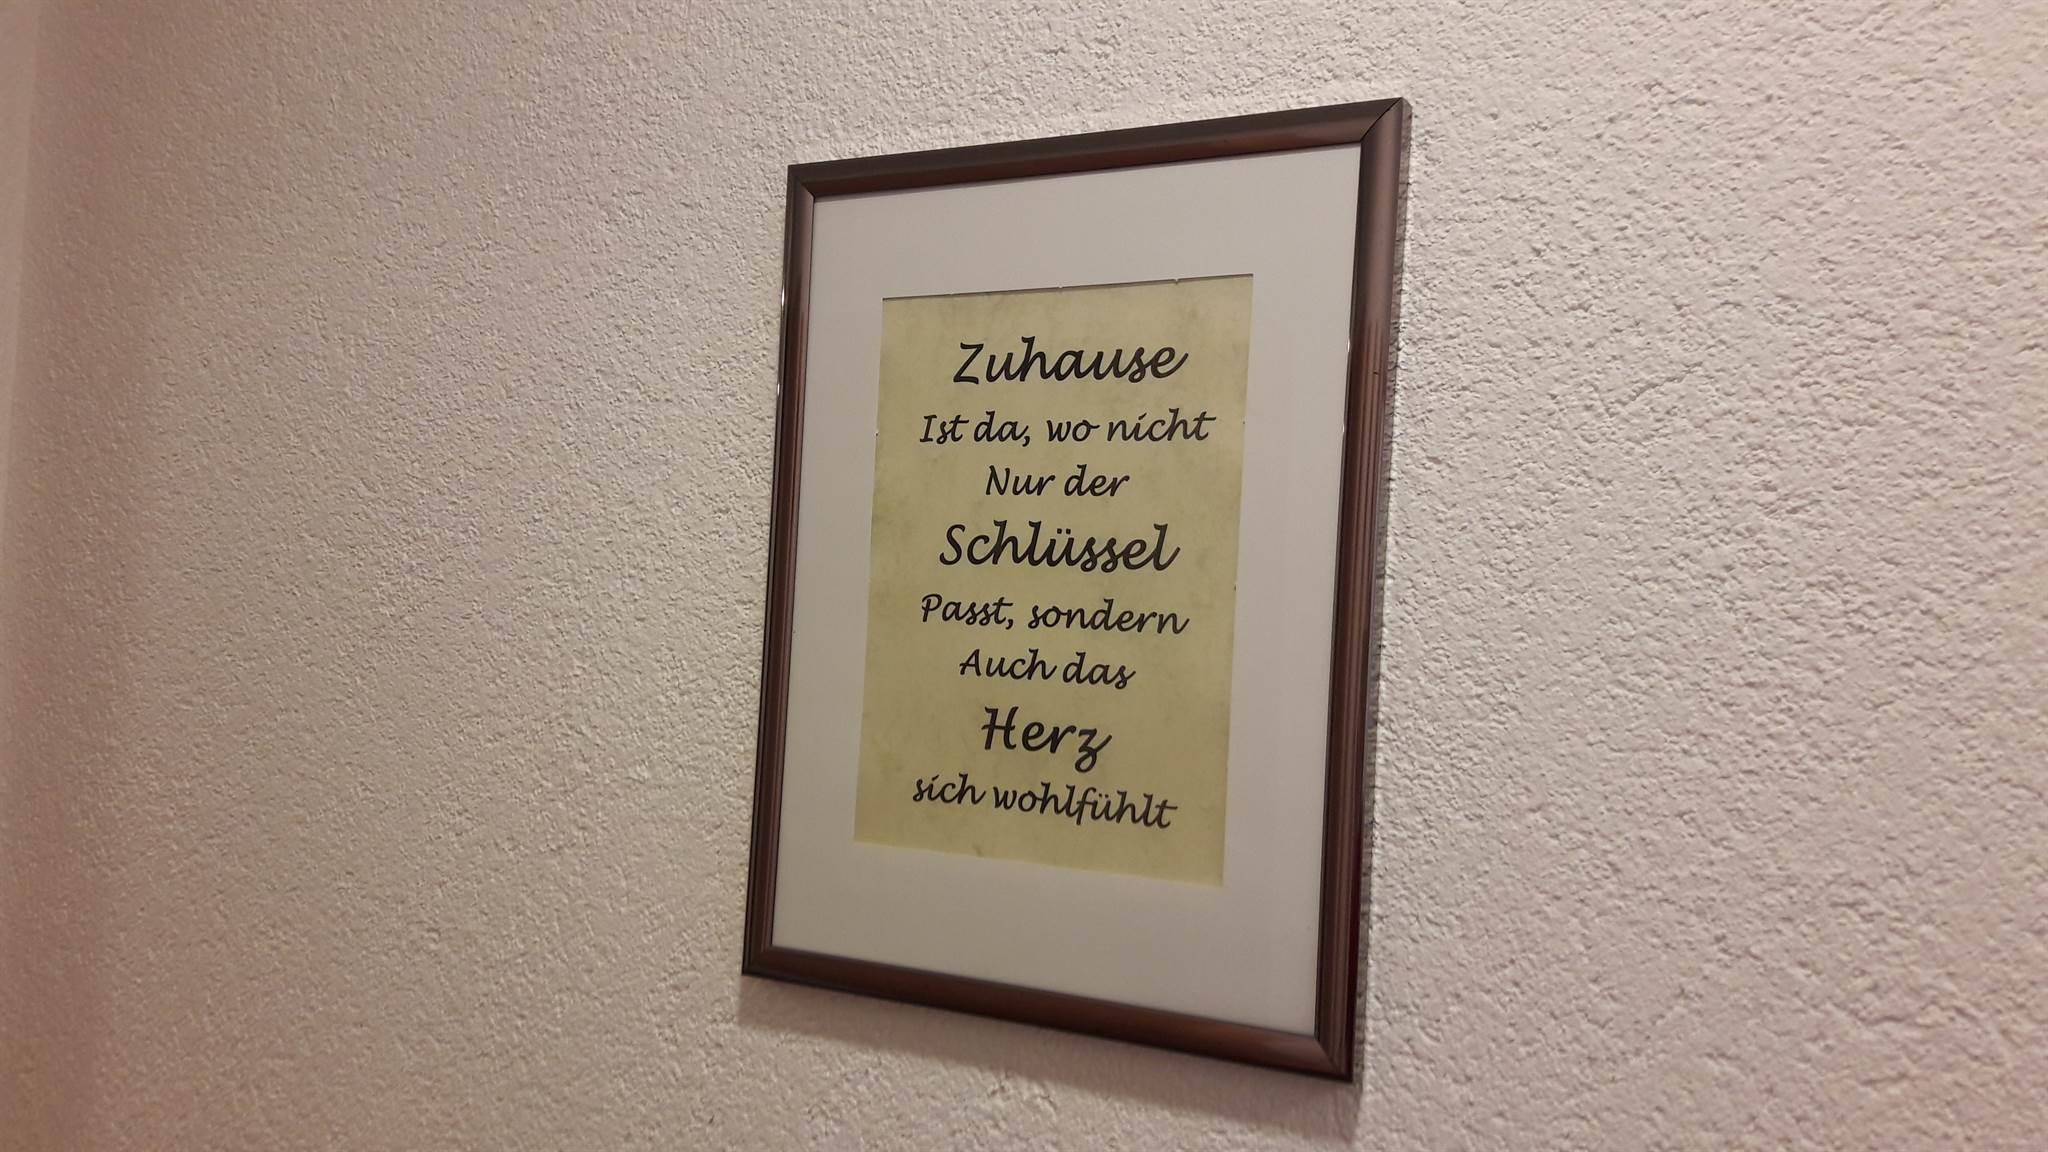 Zuhause
Ist da, wo nicht
Nur der
Schlüssel
Passt, sondern
Auch das
Herz
sich wohlfühlt